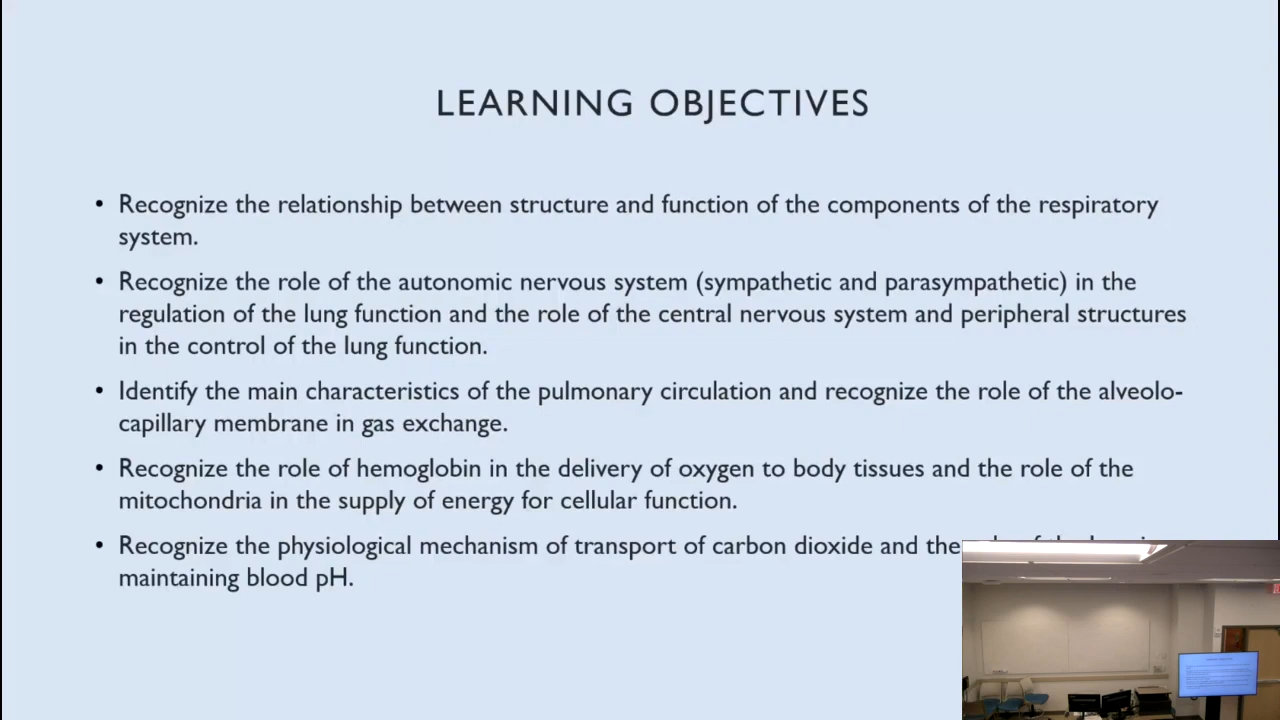 LEARNING OBJECTIVES
• Recognize the relationship between structure and function of the components of the respiratory
system.
• Recognize the role of the autonomic nervous system (sympathetic and parasympathetic) in the
regulation of the lung function and the role of the central nervous system and peripheral structures
in the control of the lung function.
• Identify the main characteristics of the pulmonary circulation and recognize the role of the alveolo-
capillary membrane in gas exchange.
• Recognize the role of hemoglobin in the delivery of oxygen to body tissues and the role of the
mitochondria in the supply of energy for cellular function.
• Recognize the physiological mechanism of transport of carbon dioxide and the
maintaining blood pH.